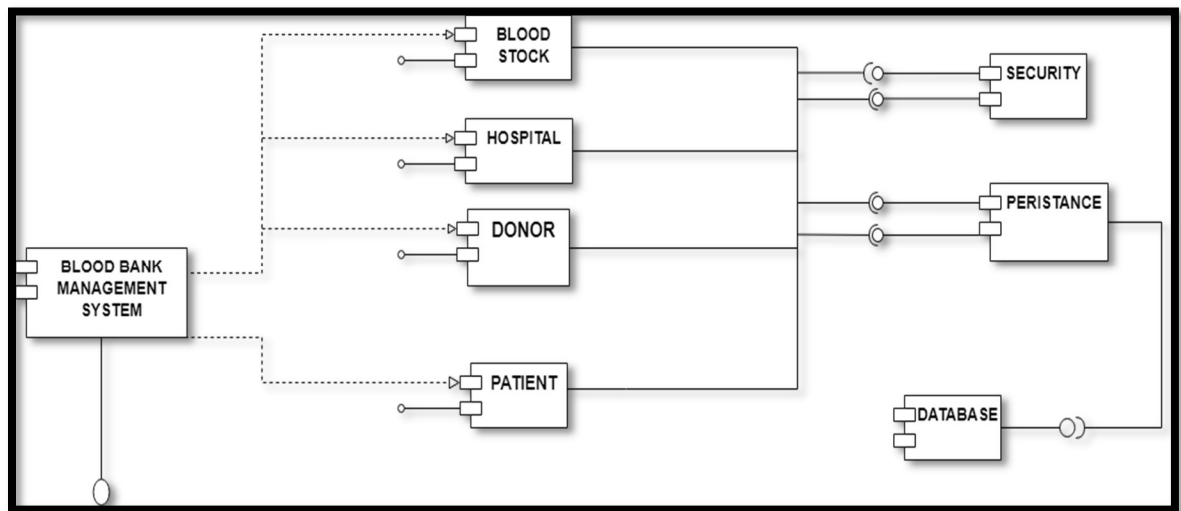 BLOOD
STOCK
SECURITY
HOSPITAL
PERISTANCE
DONOR
BLOOD BANK
MANAGEMENT
SYSTEM
PATIENT
DATABASE